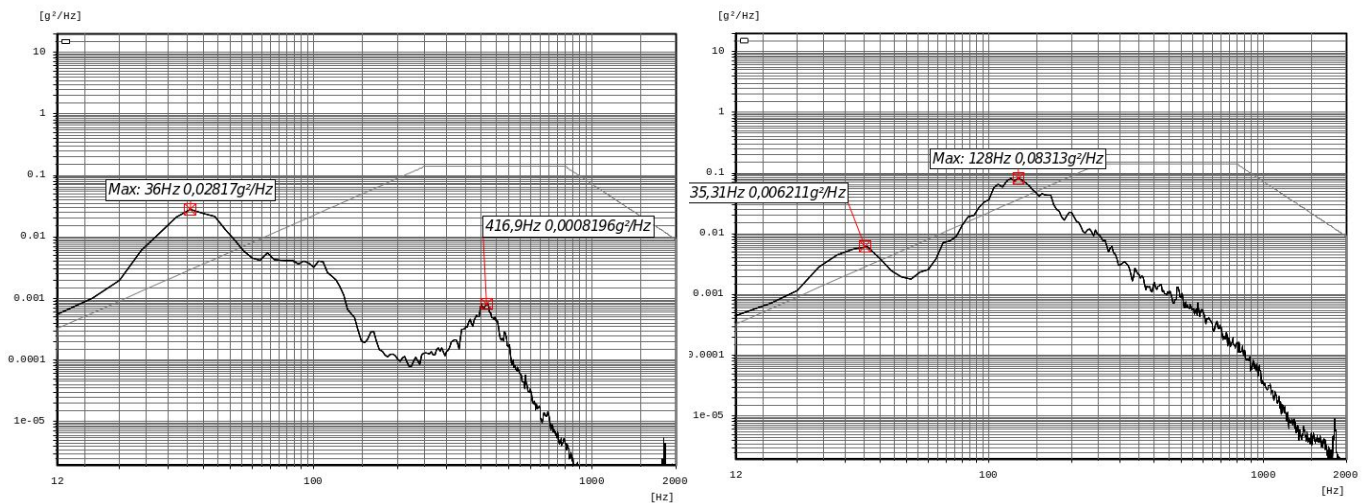 [g²/Hz]
10
1
0.1
0.01
0.001
0.0001
1e-05
Max: 36Hz 0,02817g²/Hz
416,9Hz 0,0008196g²/Hz
12
100
1000
2000
[Hz]
[g²/Hz]
10
1
0.1
0.01
0.001
0.0001
1e-05
Max: 128Hz 0,08313g²/Hz
35,31Hz 0,006211g²/Hz
12
100
1000
2000
[Hz]